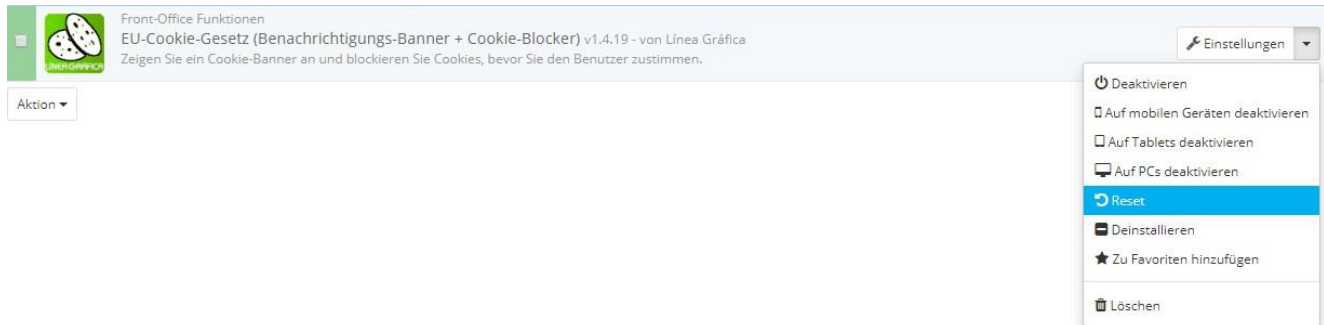 Front-Office Funktionen
EU-Cookie-Gesetz (Benachrichtigungs-Banner + Cookie-Blocker) v1.4.19 - von Línea Gráfica
Zeigen Sie ein Cookie-Banner an und blockieren Sie Cookies, bevor Sie den Benutzer zustimmen.
LÍNEA GRÁFICA
Einstellungen
Aktion
Deaktivieren
Auf mobilen Geräten deaktivieren
Auf Tablets deaktivieren
Auf PCs deaktivieren
Reset
Deinstallieren
Zu Favoriten hinzufügen
Löschen